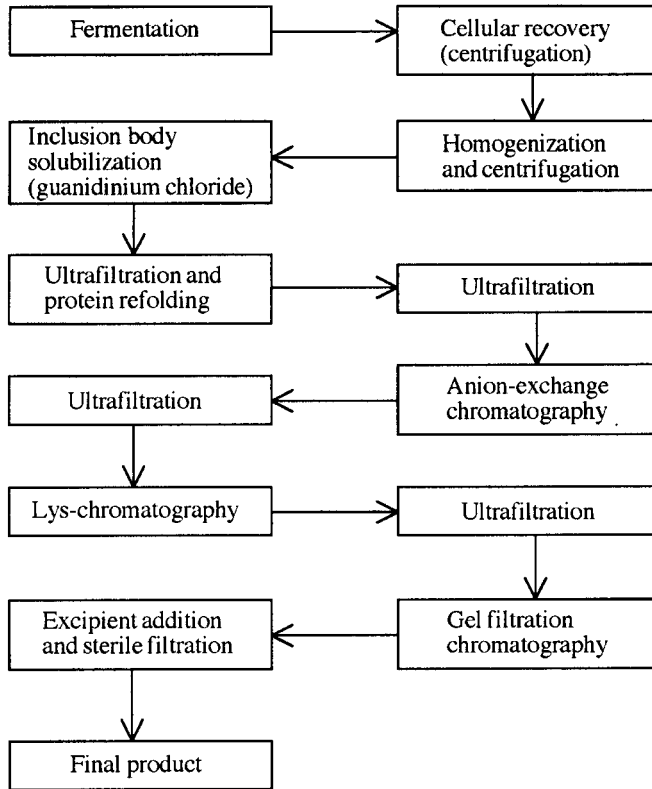 Fermentation
Cellular recovery
(centrifugation)
Homogenization
and centrifugation
Inclusion body
solubilization
(guanidinium chloride)
Ultrafiltration and
protein refolding
Ultrafiltration
Anion-exchange
chromatography
Ultrafiltration
Lys-chromatography
Ultrafiltration
Gel filtration
chromatography
Excipient addition
and sterile filtration
Final product